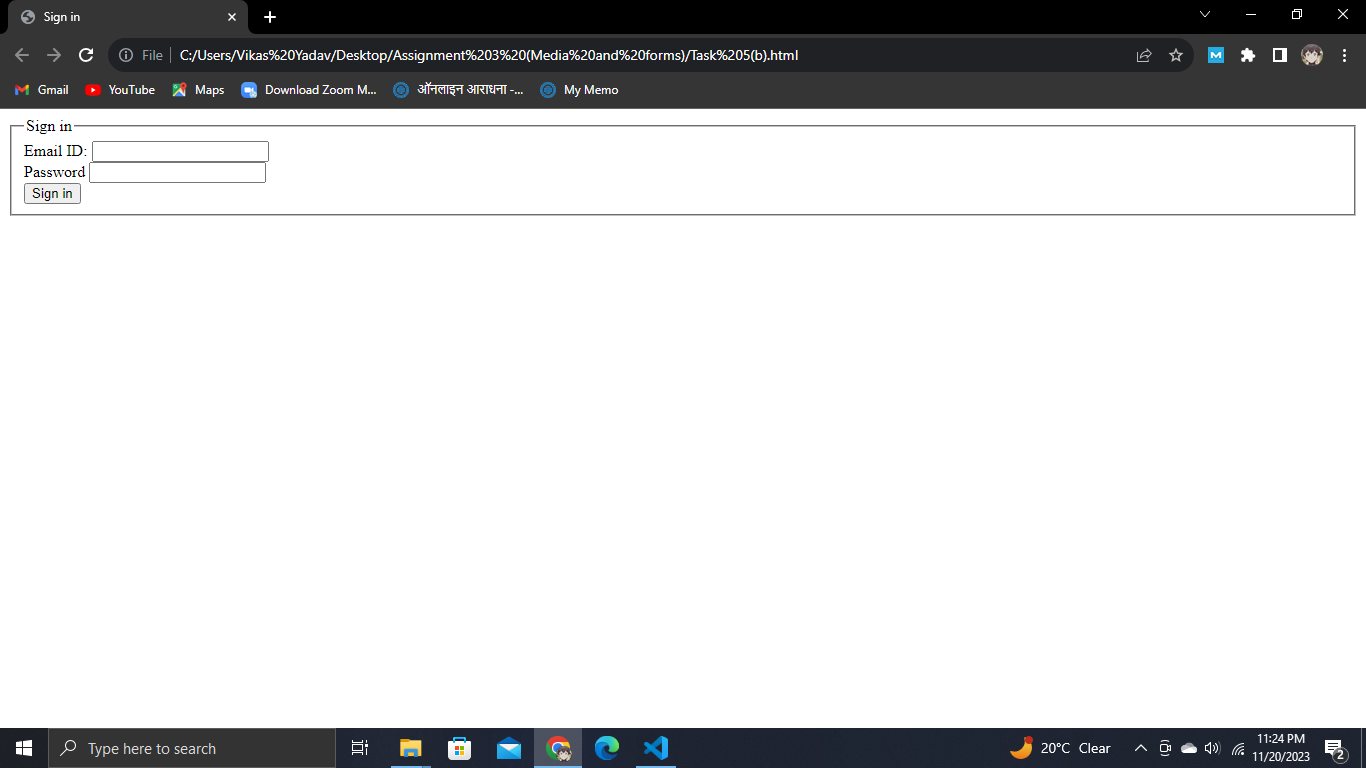 Sign in
File C:/Users/Vikas%20Yadav/Desktop/Assignment%203%20(Media%20and%20forms)/Task%205(b).html
Gmail YouTube Maps Download Zoom M... ऑनलाइन आराधना -... My Memo
Sign in
Email ID:
Password
Sign in
Type here to search 20°C Clear 11:24 PM
11/20/2023 2